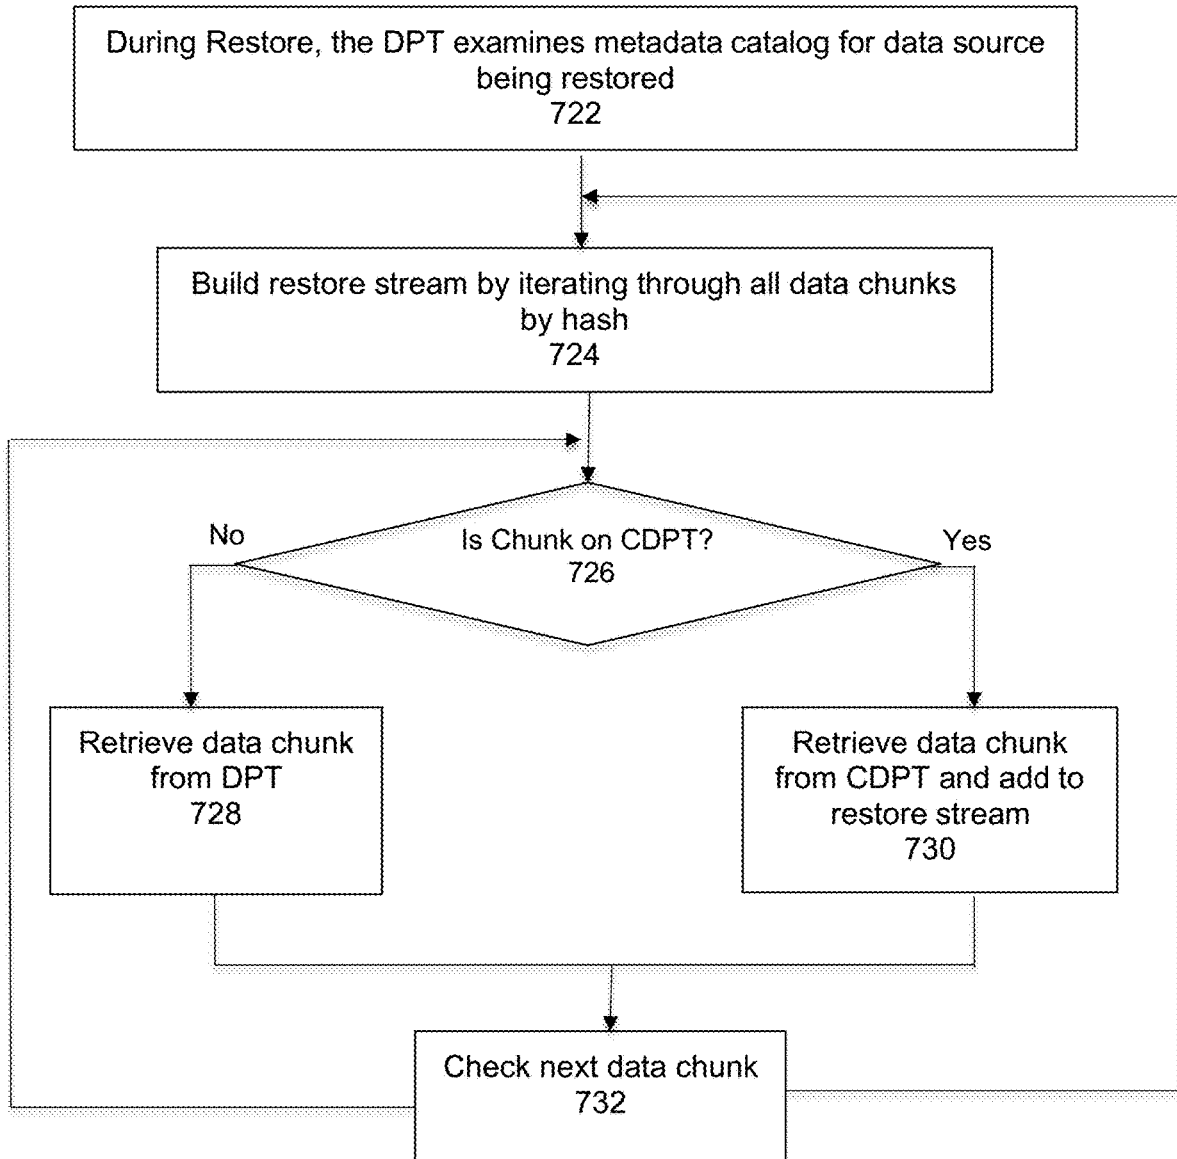 During Restore, the DPT examines metadata catalog for data source
being restored
722
Build restore stream by iterating through all data chunks
by hash
724
Is Chunk on CDPT?
726
No
Yes
Retrieve data chunk
from DPT
728
Retrieve data chunk
from CDPT and add to
restore stream
730
Check next data chunk
732